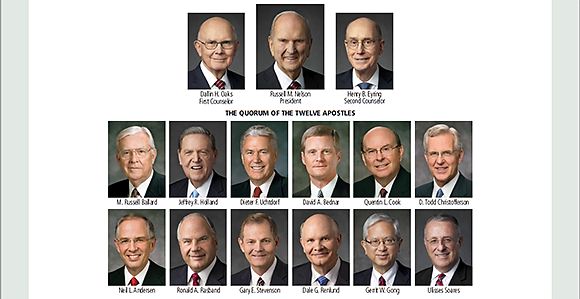 Dallin H. Oaks
First Counselor
Russell M. Nelson
President
Henry B. Eyring
Second Counselor
THE QUORUM OF THE TWELVE APOSTLES
M. Russell Ballard
Jeffrey R. Holland
Dieter F. Uchtdorf
David A. Bednar
Quentin L. Cook
D. Todd Christofferson
Neil L. Andersen
Ronald A. Rasband
Gary E. Stevenson
Dale G. Renlund
Gerrit W. Gong
Ulisses Soares